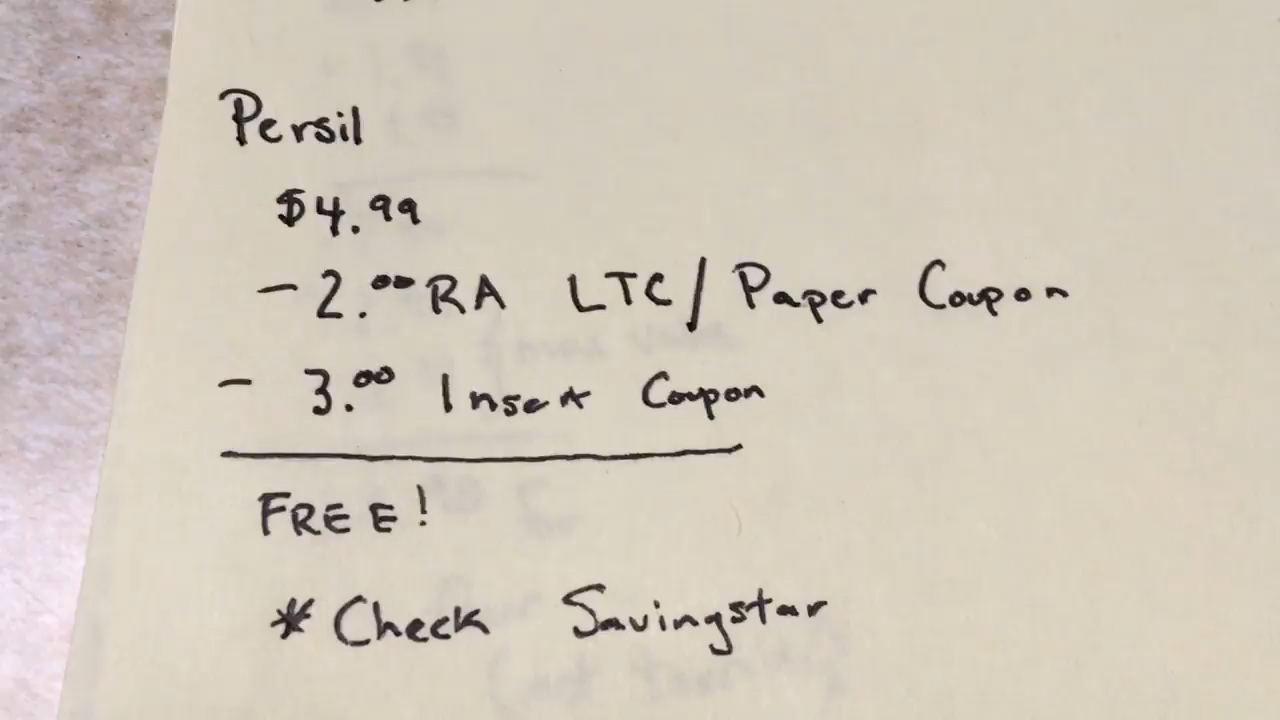 Persil
$4.99
- 2.00 RA LTC/Paper Coupon
- 3.00 Insert Coupon
FREE!
* Check Savingstar